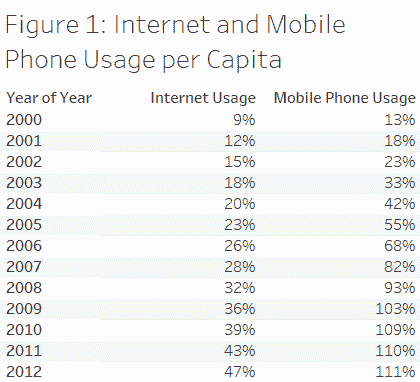 Figure 1: Internet and Mobile
Phone Usage per Capita
Year of Year Internet Usage Mobile Phone Usage
2000 9% 13%
2001 12% 18%
2002 15% 23%
2003 18% 33%
2004 20% 42%
2005 23% 55%
2006 26% 68%
2007 28% 82%
2008 32% 93%
2009 36% 103%
2010 39% 109%
2011 43% 110%
2012 47% 111%